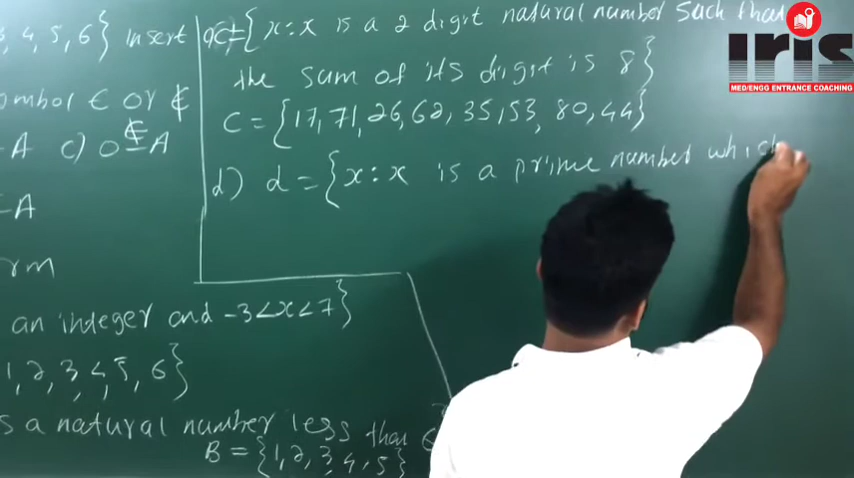 3, 4, 5, 6} Insert
ombol ∈ or ∉
-A c) 0 ∉ A
-A
rm
an integer and -3<x<7}
1, 2, 3, 4, 5, 6}
s a natural number less than 6
B = {1, 2, 3, 4, 5}
c) = {x : x is a 2 digit natural number such that
the sum of its digit is 8}
C = {17, 71, 26, 62, 35, 53, 80, 44}
d) d = {x : x is a prime number which
IRIS
MED/ENGG ENTRANCE COACHING